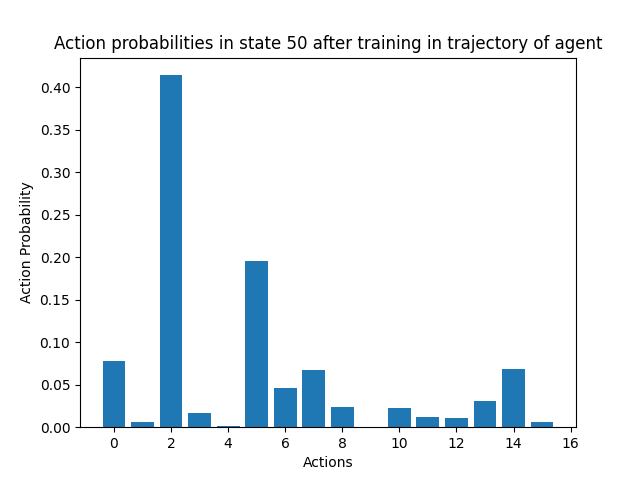 Action probabilities in state 50 after training in trajectory of agent
0.40
0.35
0.30
0.25
0.20
0.15
0.10
0.05
0.00
Action Probability
0 2 4 6 8 10 12 14 16
Actions